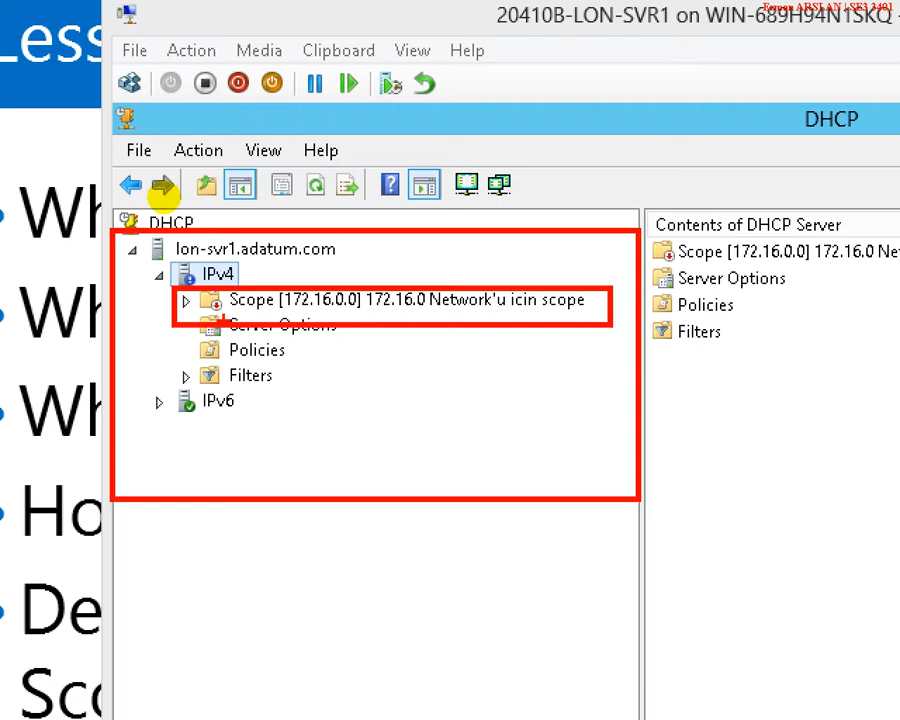 20410B-LON-SVR1 on WIN-689H94N1SKQ -
File Action Media Clipboard View Help
DHCP
File Action View Help
DHCP
lon-svr1.adatum.com
IPv4
Scope [172.16.0.0] 172.16.0 Network'u icin scope
Server Options
Policies
Filters
IPv6
Contents of DHCP Server
Scope [172.16.0.0] 172.16.0 Ne
Server Options
Policies
Filters
Less
Wh
Wh
Wh
Ho
De
Sco